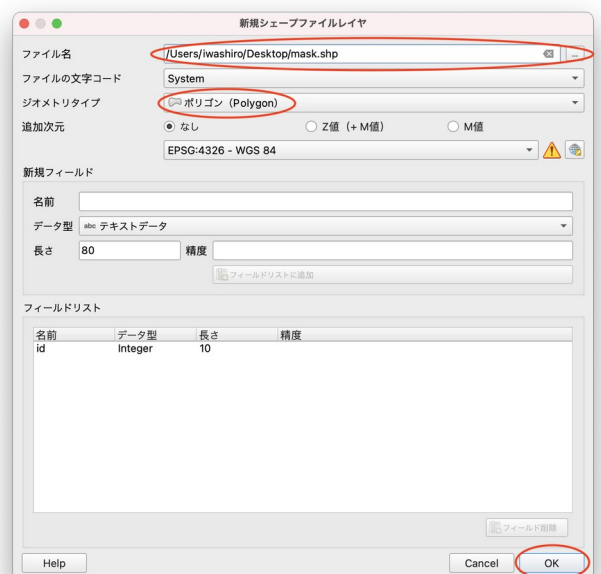 新規シェープファイルレイヤ
ファイル名 /Users/iwashiro/Desktop/mask.shp ...
ファイルの文字コード System
ジオメトリタイプ ポリゴン (Polygon)
追加次元 なし Z値 (+ M値) M値
EPSG:4326 - WGS 84
新規フィールド
名前
データ型 abc テキストデータ
長さ 80 精度
フィールドリストに追加
フィールドリスト
名前 データ型 長さ 精度
id Integer 10
フィールド削除
Help Cancel OK